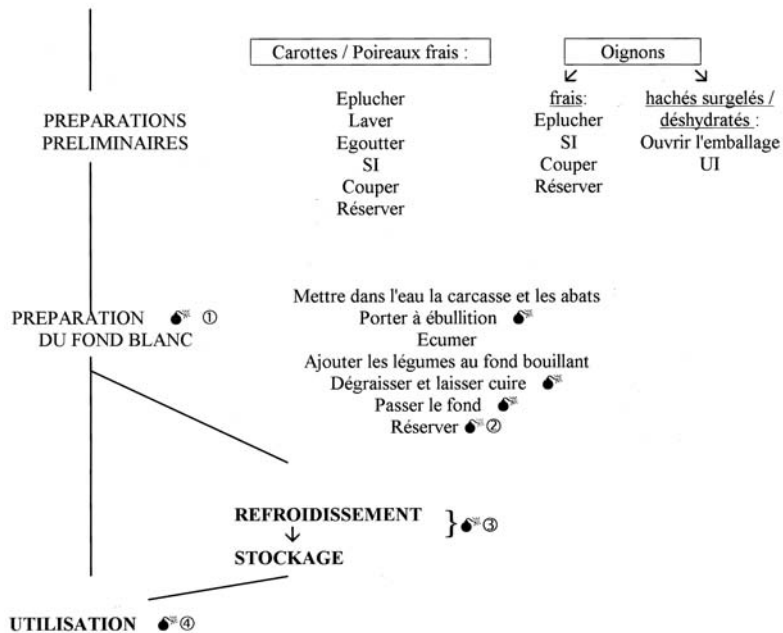 Carottes / Poireaux frais :
Oignons
PREPARATIONS
PRELIMINAIRES
Eplucher
Laver
Egoutter
SI
Couper
Réserver
frais:
Eplucher
SI
Couper
Réserver
hachés surgelés /
déshydratés :
Ouvrir l'emballage
UI
PREPARATION 💣 ①
DU FOND BLANC
Mettre dans l'eau la carcasse et les abats
Porter à ébullition 💣
Ecumer
Ajouter les légumes au fond bouillant
Dégraisser et laisser cuire 💣
Passer le fond 💣
Réserver 💣 ②
REFROIDISSEMENT
} 💣 ③
STOCKAGE
UTILISATION 💣 ④